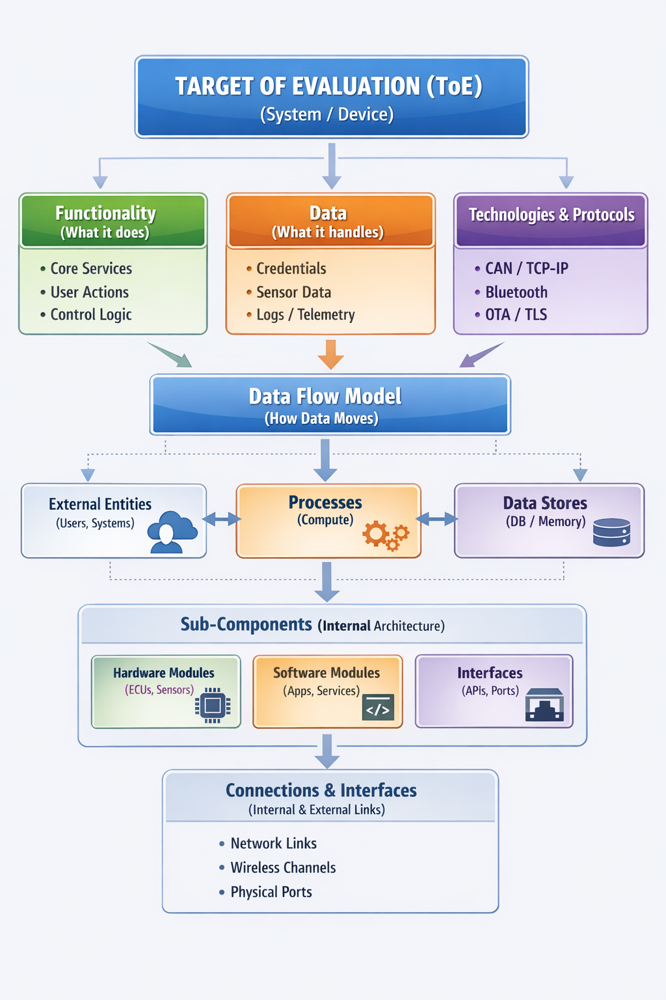 TARGET OF EVALUATION (ToE)
(System / Device)
Functionality
(What it does)
• Core Services
• User Actions
• Control Logic
Data
(What it handles)
• Credentials
• Sensor Data
• Logs / Telemetry
Technologies & Protocols
• CAN / TCP-IP
• Bluetooth
• OTA / TLS
Data Flow Model
(How Data Moves)
External Entities
(Users, Systems)
Processes
(Compute)
Data Stores
(DB / Memory)
Sub-Components (Internal Architecture)
Hardware Modules
(ECUs, Sensors)
Software Modules
(Apps, Services)
</>
Interfaces
(APis, Ports)
Connections & Interfaces
(Internal & External Links)
• Network Links
• Wireless Channels
• Physical Ports